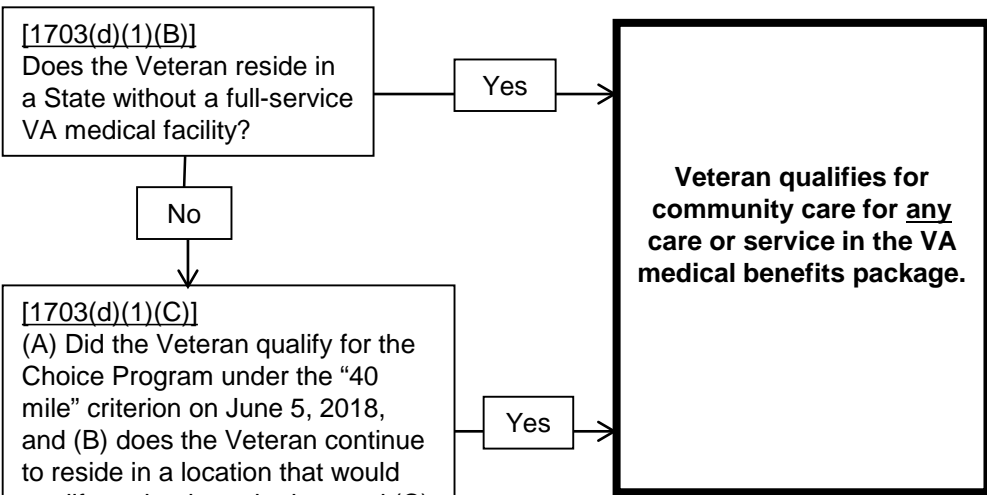 [1703(d)(1)(B)]
Does the Veteran reside in
a State without a full-service
VA medical facility?
Yes
No
Veteran qualifies for
community care for any
care or service in the VA
medical benefits package.
[1703(d)(1)(C)]
(A) Did the Veteran qualify for the
Choice Program under the “40
mile” criterion on June 5, 2018,
and (B) does the Veteran continue
to reside in a location that would
Yes